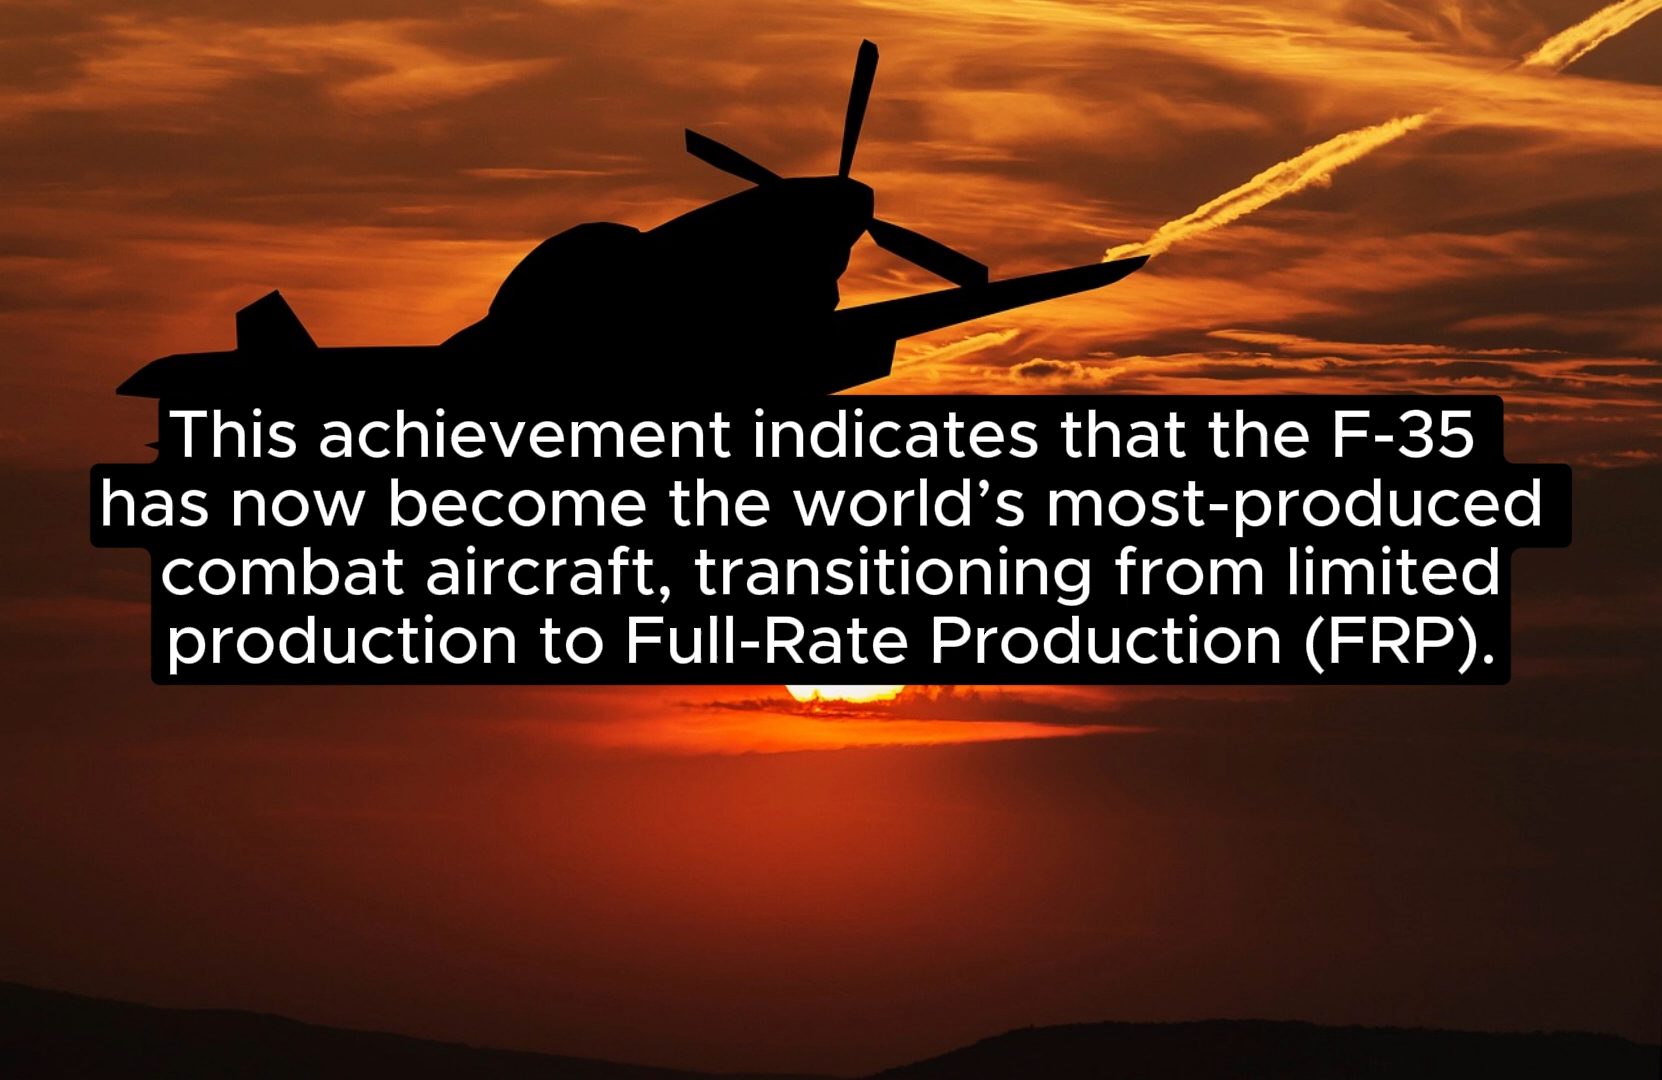 This achievement indicates that the F-35
has now become the world’s most-produced
combat aircraft, transitioning from limited
production to Full-Rate Production (FRP).